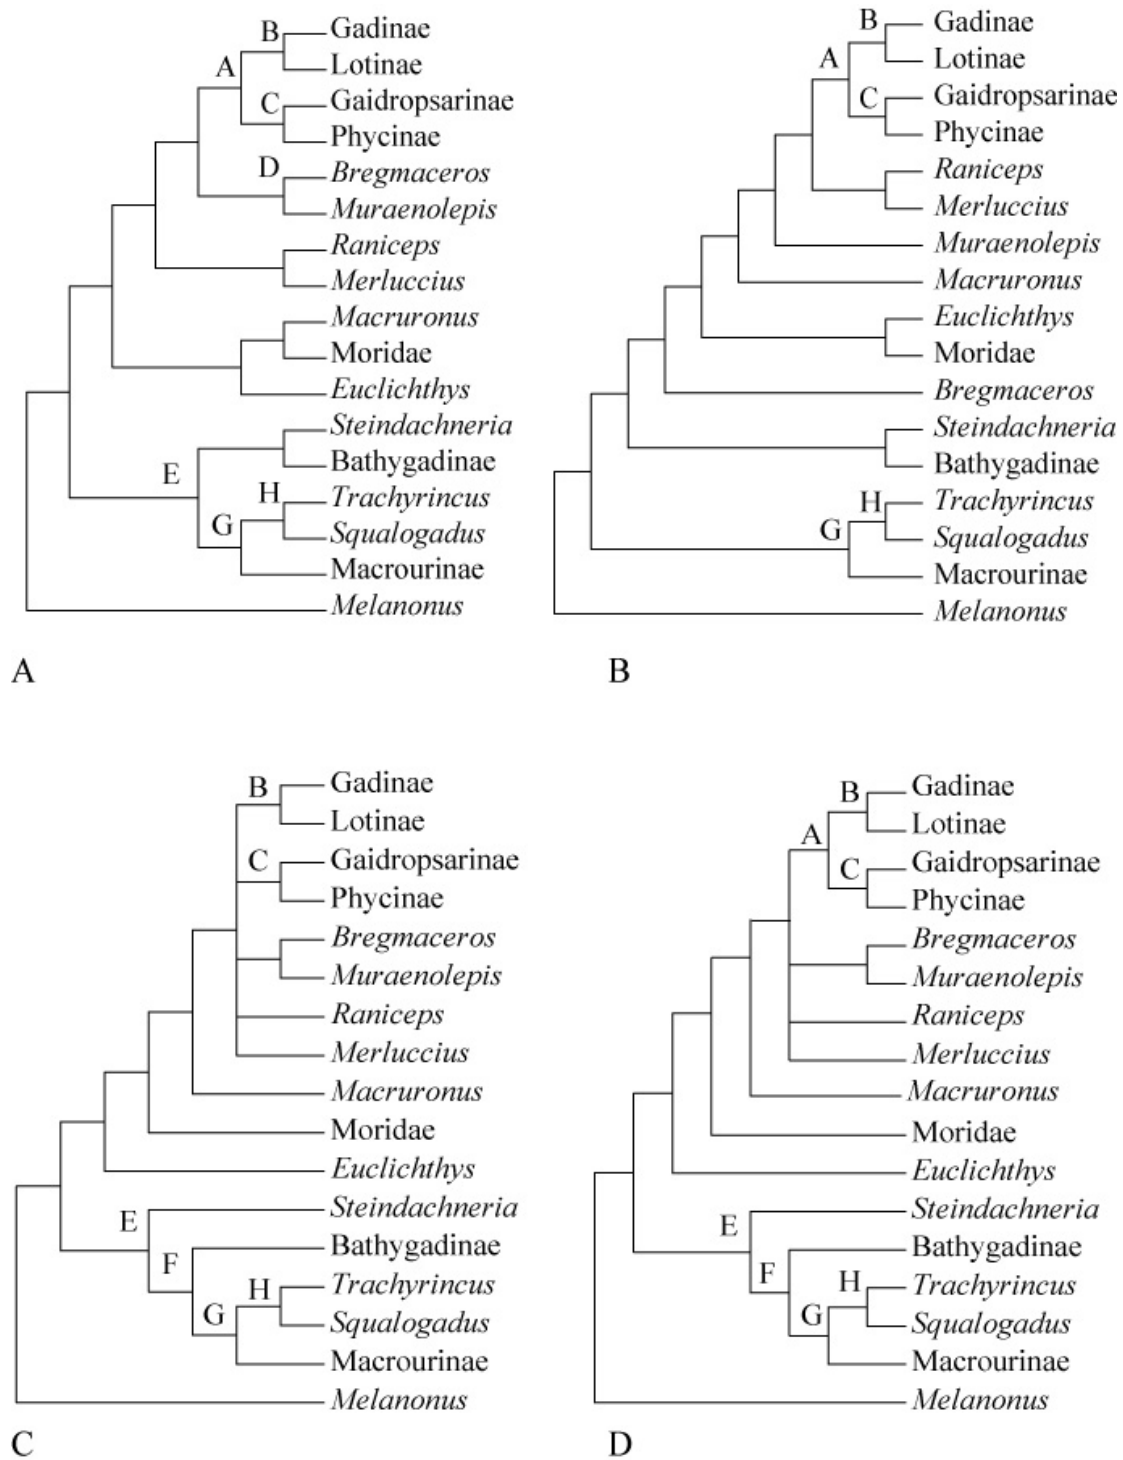 B Gadinae
A Lotinae
C Gaidropsarinae
Phycinae
D Bregmaceros
Muraenolepis
Raniceps
Merluccius
Macruronus
Moridae
Euclichthys
Steindachneria
E Bathygadinae
H Trachyrincus
G Squalogadus
Macrourinae
Melanonus
A
B Gadinae
A Lotinae
C Gaidropsarinae
Phycinae
Raniceps
Merluccius
Muraenolepis
Macruronus
Euclichthys
Moridae
Bregmaceros
Steindachneria
Bathygadinae
H Trachyrincus
G Squalogadus
Macrourinae
Melanonus
B
B Gadinae
Lotinae
C Gaidropsarinae
Phycinae
Bregmaceros
Muraenolepis
Raniceps
Merluccius
Macruronus
Moridae
Euclichthys
E Steindachneria
F Bathygadinae
H Trachyrincus
G Squalogadus
Macrourinae
Melanonus
C
B Gadinae
A Lotinae
C Gaidropsarinae
Phycinae
Bregmaceros
Muraenolepis
Raniceps
Merluccius
Macruronus
Moridae
Euclichthys
E Steindachneria
F Bathygadinae
H Trachyrincus
G Squalogadus
Macrourinae
Melanonus
D